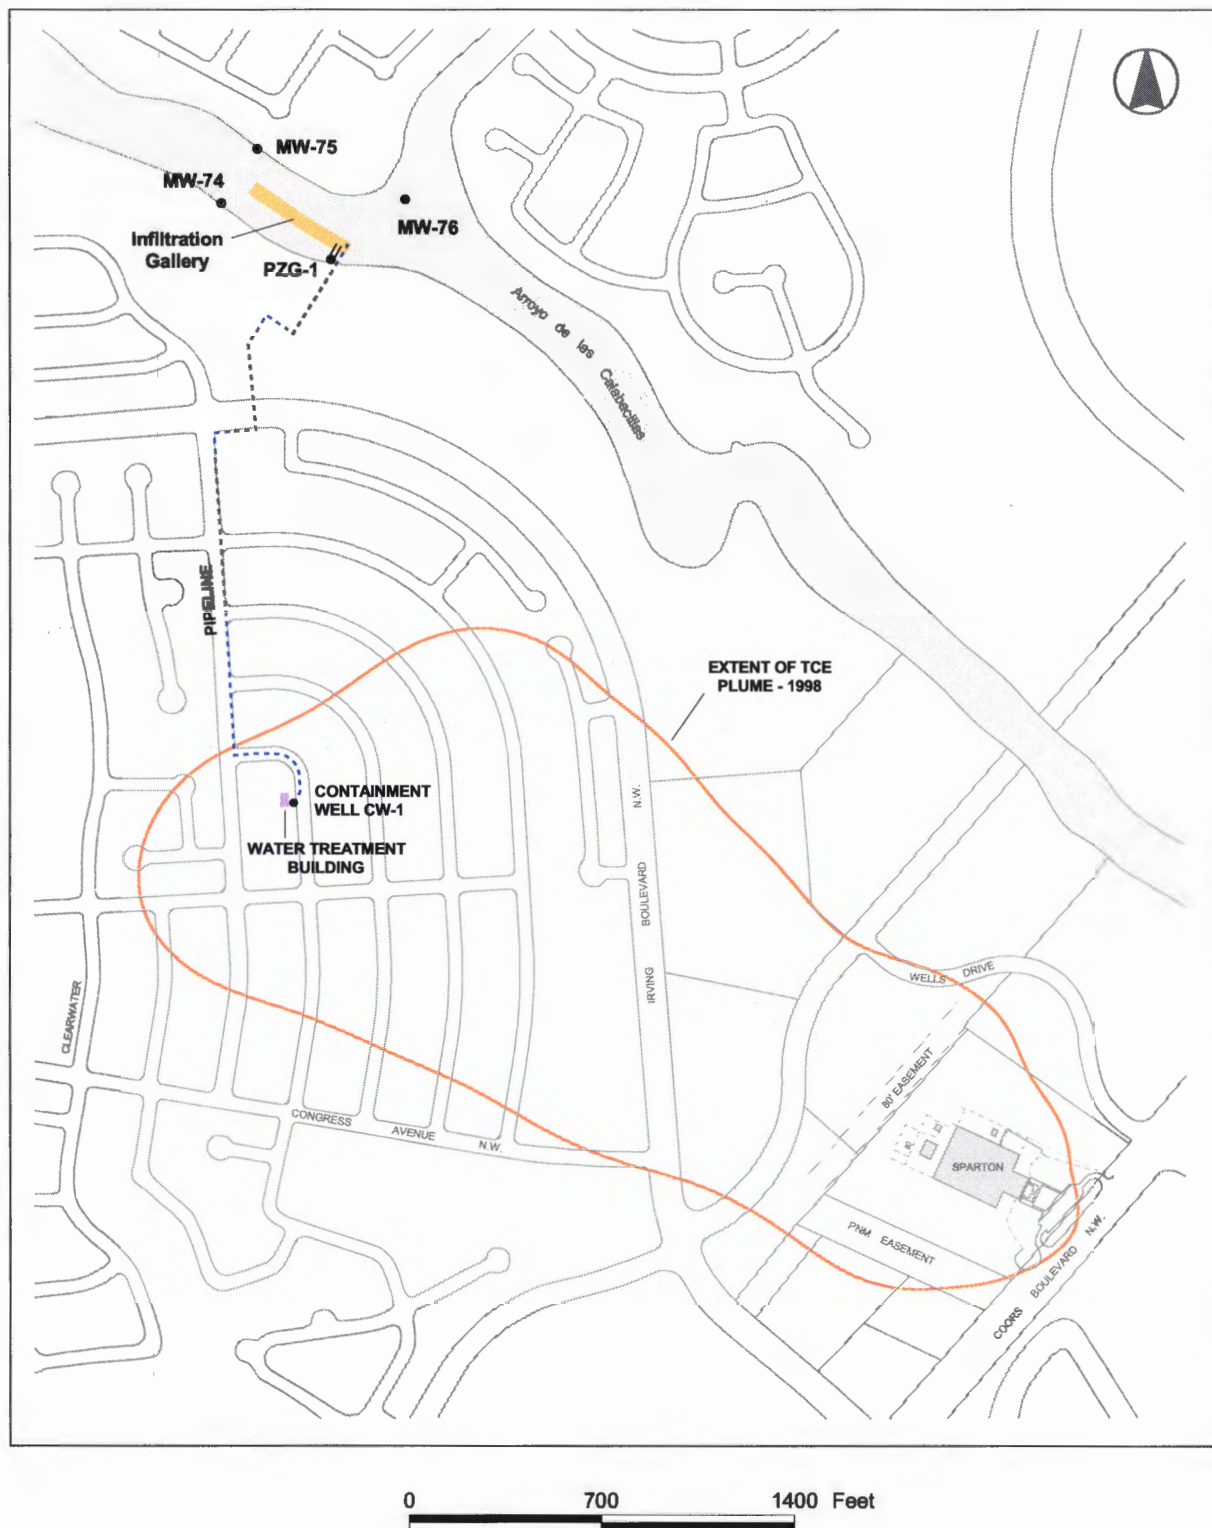 MW-75
MW-74
MW-76
Infiltration
Gallery
PZG-1
Arroyo de las Calabacillas
PIPELINE
EXTENT OF TCE
PLUME - 1998
CONTAINMENT
WELL CW-1
WATER TREATMENT
BUILDING
IRVING BOULEVARD N.W.
WELLS DRIVE
CLEARWATER
80' EASEMENT
CONGRESS AVENUE N.W.
SPARTON
PNM EASEMENT
COORS BOULEVARD N.W.
0 700 1400 Feet